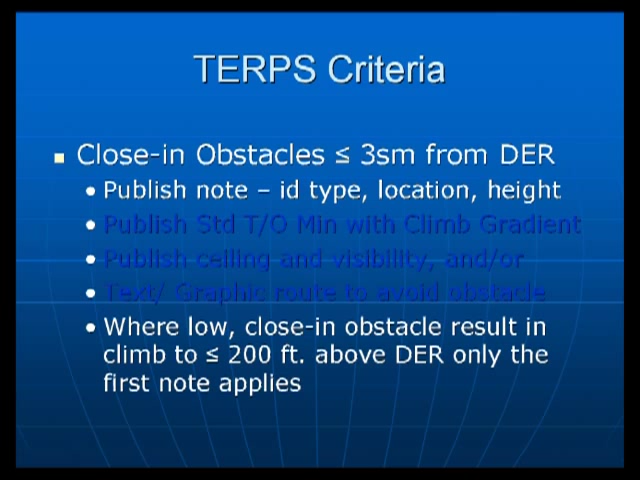 TERPS Criteria
Close-in Obstacles ≤ 3sm from DER
Publish note – id type, location, height
Publish Std T/O Min with Climb Gradient
Publish ceiling and visibility, and/or
Text/ Graphic route to avoid obstacle
Where low, close-in obstacle result in
climb to ≤ 200 ft. above DER only the
first note applies